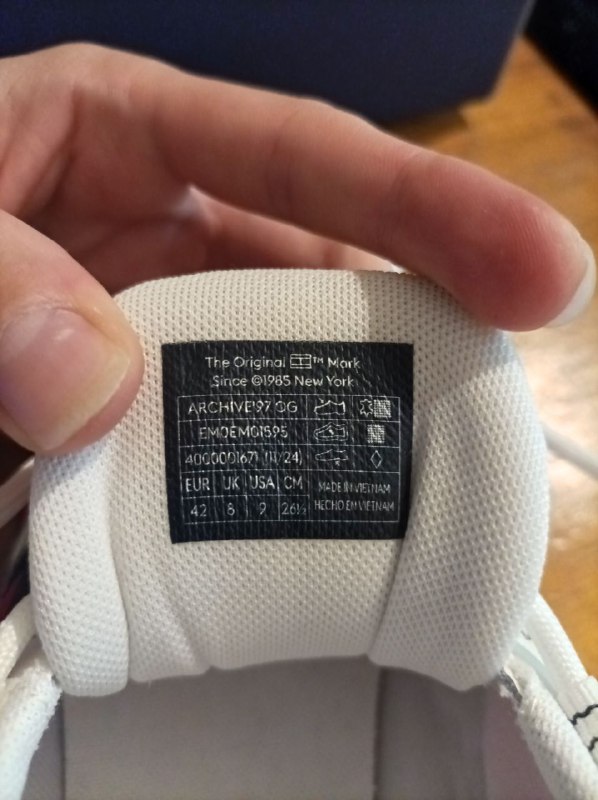 The Original ™ Mark
Since ©1985 New York
ARCHIVE'97 OG
EM0EM01595
400000167) (11/24)
EUR UK USA CM
42 8 9 26½
MADE IN VIETNAM
HECHO EN VIETNAM